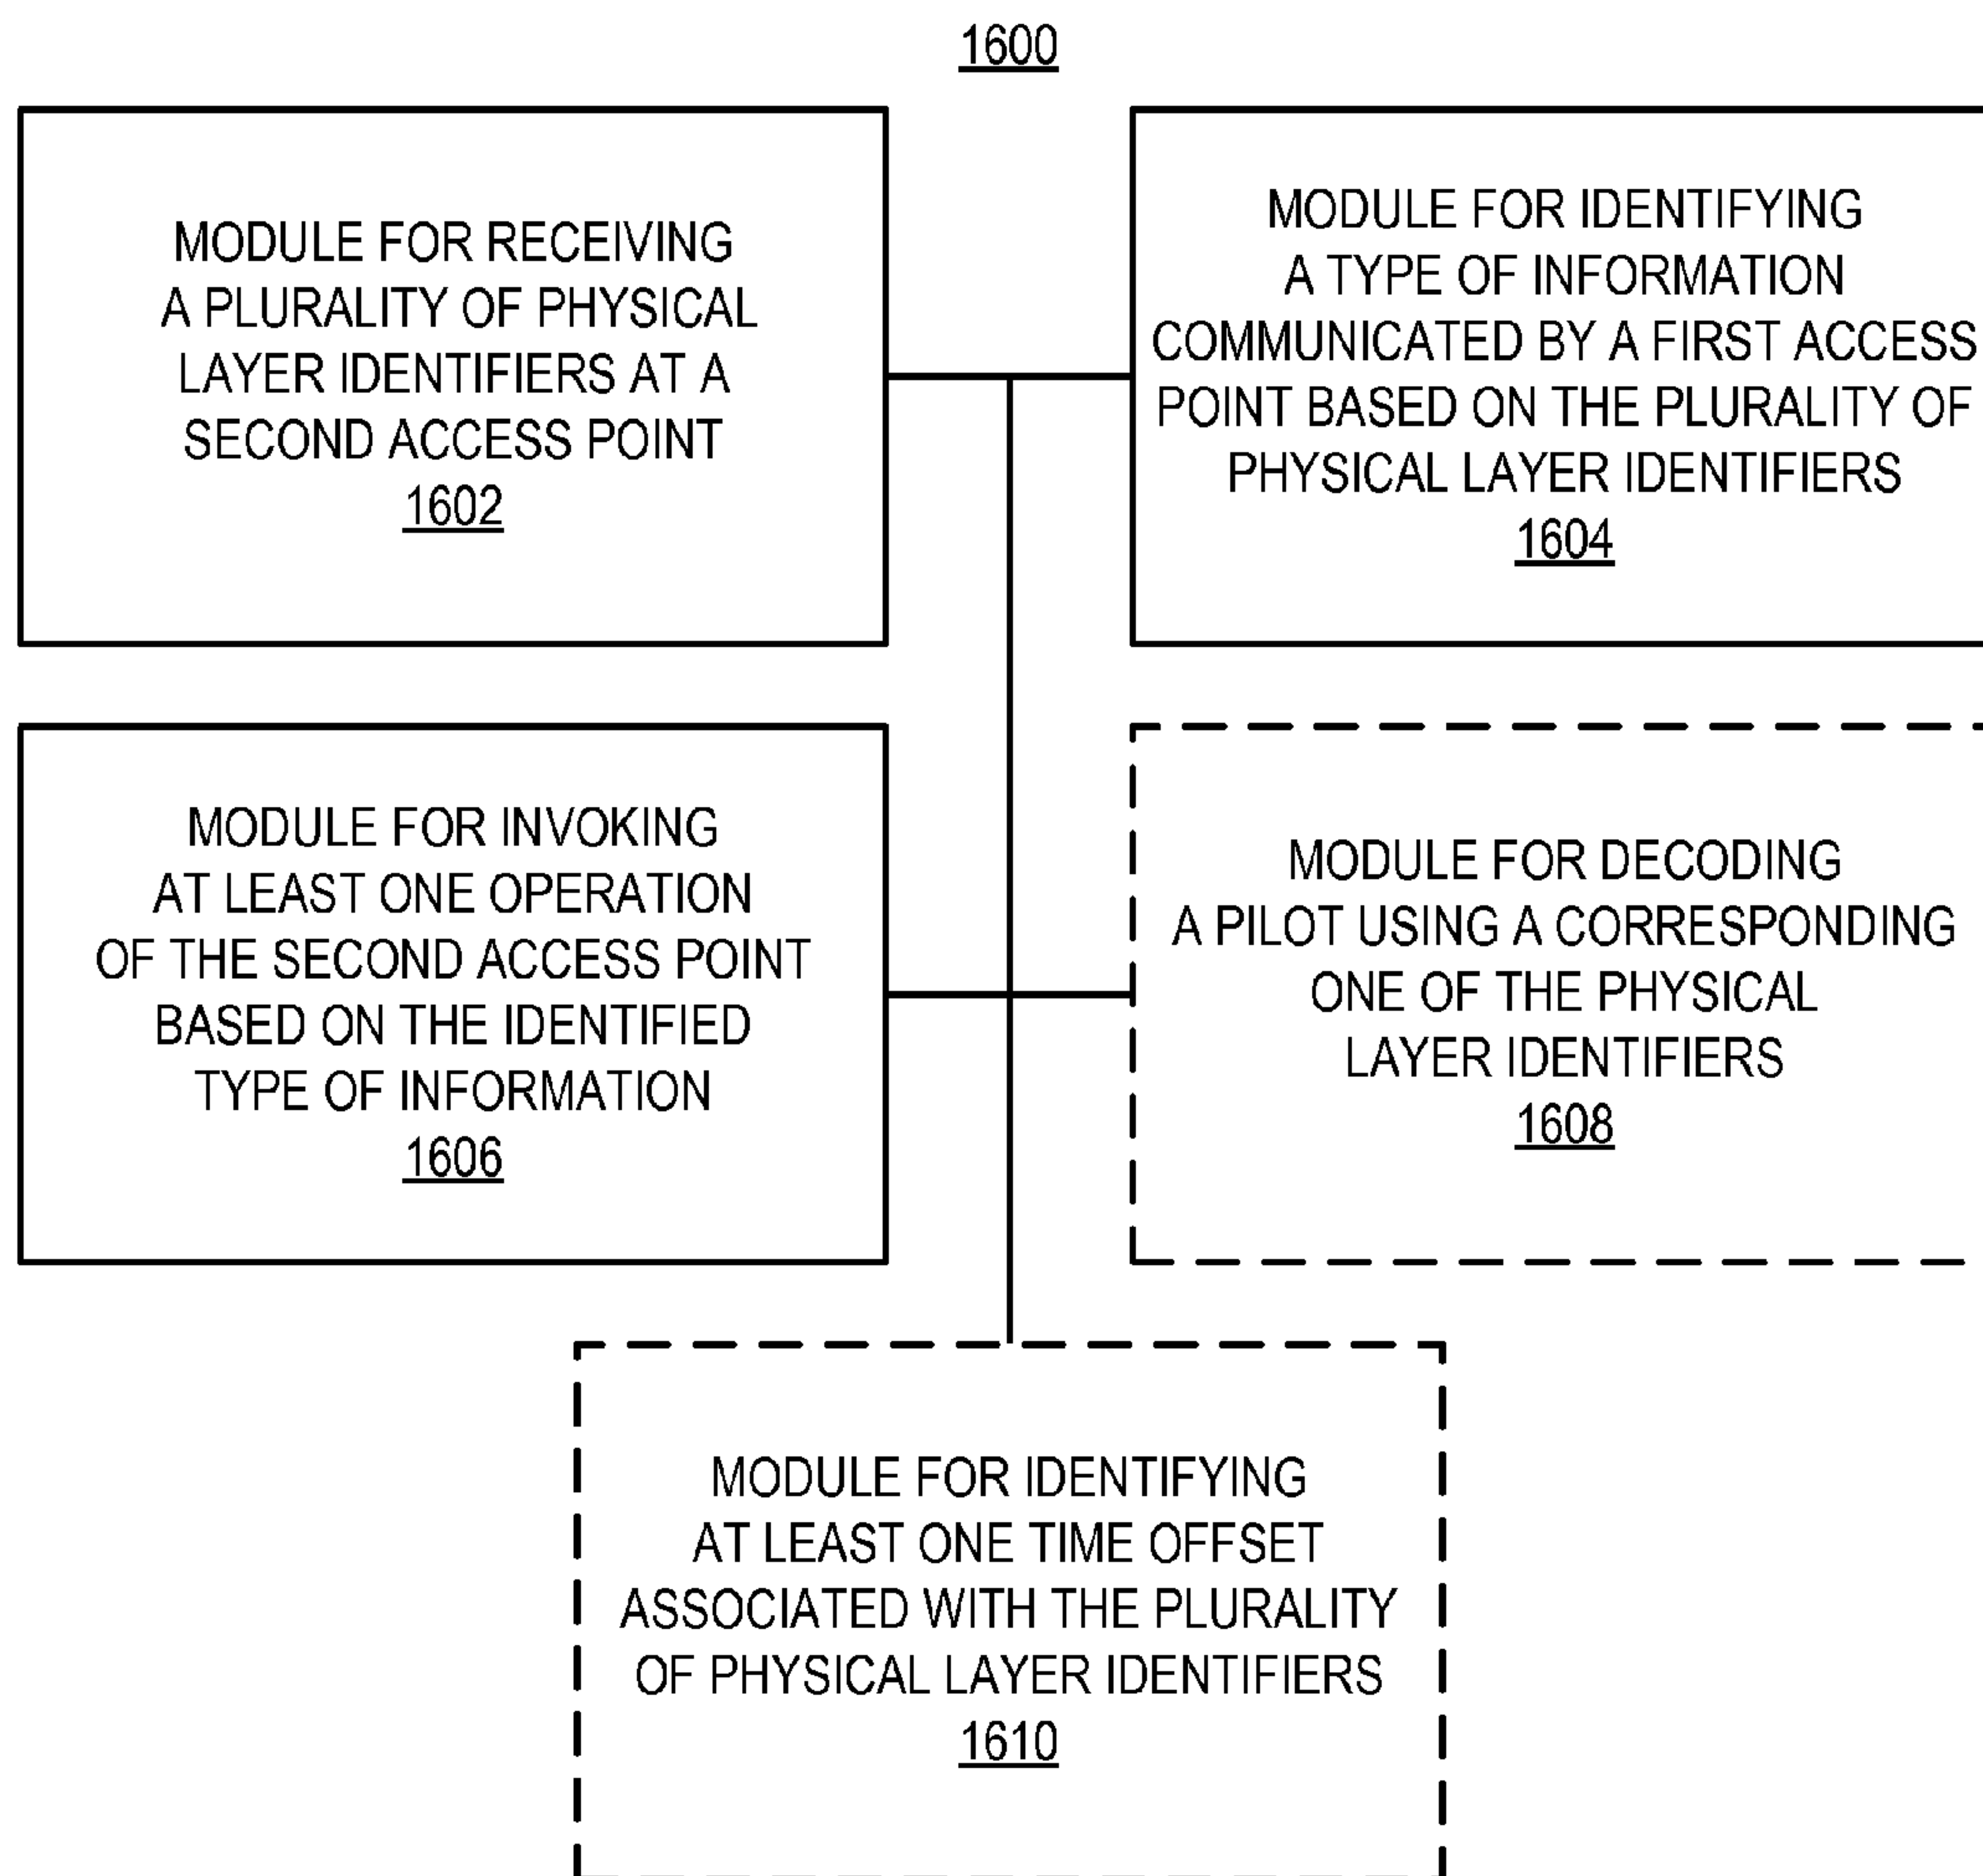 1600
MODULE FOR RECEIVING
A PLURALITY OF PHYSICAL
LAYER IDENTIFIERS AT A
SECOND ACCESS POINT
1602
MODULE FOR IDENTIFYING
A TYPE OF INFORMATION
COMMUNICATED BY A FIRST ACCESS
POINT BASED ON THE PLURALITY OF
PHYSICAL LAYER IDENTIFIERS
1604
MODULE FOR INVOKING
AT LEAST ONE OPERATION
OF THE SECOND ACCESS POINT
BASED ON THE IDENTIFIED
TYPE OF INFORMATION
1606
MODULE FOR DECODING
A PILOT USING A CORRESPONDING
ONE OF THE PHYSICAL
LAYER IDENTIFIERS
1608
MODULE FOR IDENTIFYING
AT LEAST ONE TIME OFFSET
ASSOCIATED WITH THE PLURALITY
OF PHYSICAL LAYER IDENTIFIERS
1610